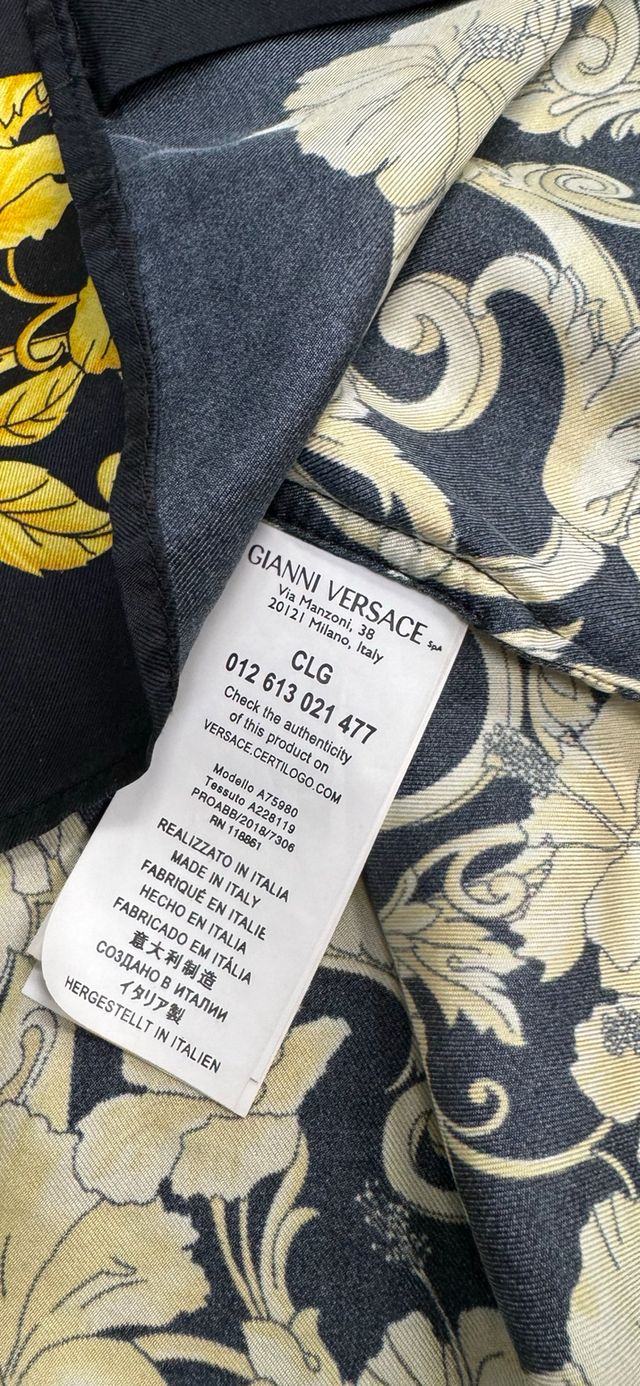 GIANNI VERSACE SpA
Via Manzoni, 38
20121 Milano, Italy
CLG
012 613 021 477
Check the authenticity
of this product on
VERSACE.CERTILOGO.COM
Modello A75980
Tessuto A228119
PROABB/2018/7306
RN 118861
REALIZZATO IN ITALIA
MADE IN ITALY
FABRIQUÉ EN ITALIE
HECHO EN ITALIA
FABRICADO EM ITÁLIA
意大利制造
СОЗДАНО В ИТАЛИИ
イタリア製
HERGESTELLT IN ITALIEN